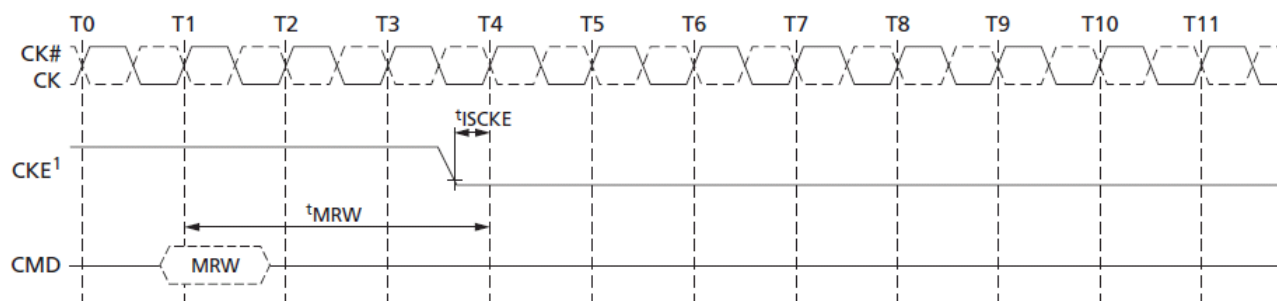 T0 T1 T2 T3 T4 T5 T6 T7 T8 T9 T10 T11
CK#
CK
tISCKE
CKE1
tMRW
CMD MRW